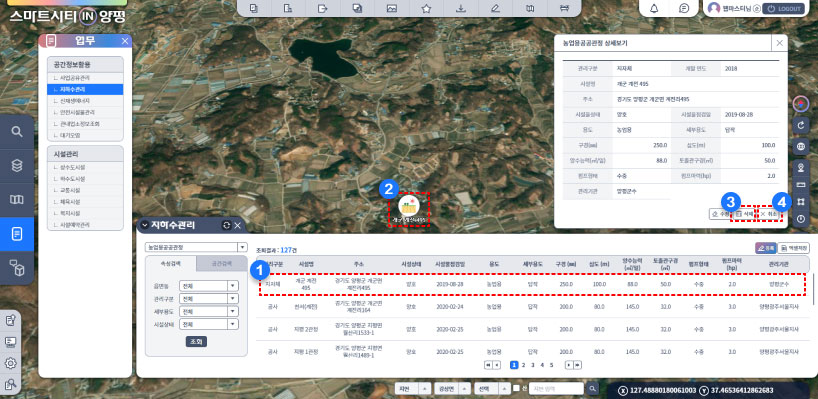 스마트시티 IN 양평
웹마스터님 LOGOUT
업무
공간정보활용
사업공유관리
지하수관리
신재생에너지
안전시설물관리
관내업소정보조회
대기오염
시설관리
상수도시설
하수도시설
교통시설
체육시설
복지시설
시설예약관리
농업용공공관정 상세보기
관리구분 지자체 개발 연도 2018
시설명 개군 계전 495
주소 경기도 양평군 개군면 계전리495
시설물상태 양호 시설물점검일 2019-08-28
용도 농업용 세부용도 답작
구경(㎜) 250.0 심도(m) 100.0
양수능력(㎥/일) 88.0 토출관구경(㎜) 50.0
펌프형태 수중 펌프마력(hp) 2.0
관리기관 양평군수
3 4
수정 삭제 취소
2
개군 계전 495
지하수관리
농업용공공관정
속성검색 공간검색
읍면동 전체
관리구분 전체
세부용도 전체
시설상태 전체
조회
조회결과 : 127건
등록 엑셀저장
1
관리구분 시설명 주소 시설상태 시설물점검일 용도 세부용도 구경 (㎜) 심도 (m) 양수능력 (㎥/일) 토출관구경 (㎜) 펌프형태 펌프마력 (hp) 관리기관
지자체 개군 계전 495 경기도 양평군 개군면 계전리495 양호 2019-08-28 농업용 답작 250.0 100.0 88.0 50.0 수중 2.0 양평군수
공사 경기도 양평군 개군면 계전리164 양호 2020-02-24 농업용 답작 200.0 80.0 145.0 32.0 수중 3.0 양평광주서울지사
공사 지평 2관정 경기도 양평군 지평면 월산리1533-1 양호 2020-02-25 농업용 답작 200.0 80.0 145.0 32.0 수중 3.0 양평광주서울지사
공사 지평 1관정 경기도 양평군 지평면 월산리1489-1 양호 2020-02-25 농업용 답작 200.0 80.0 145.0 32.0 수중 3.0 양평광주서울지사
1 2 3 4 5
지번 강상면 선택 산 지번 입력
X 127.48880180061003 Y 37.46536412862683